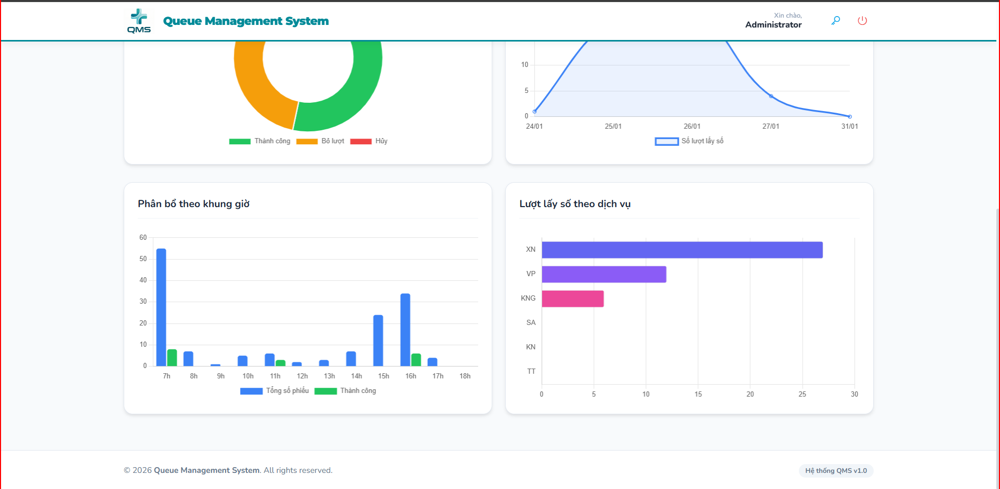 QMS
Queue Management System
Xin chào,
Administrator
Thành công Bỏ lượt Hủy
10
5
0
24/01 25/01 26/01 27/01 31/01
Số lượt lấy số
Phân bổ theo khung giờ
60
50
40
30
20
10
0
7h 8h 9h 10h 11h 12h 13h 14h 15h 16h 17h 18h
Tổng số phiếu Thành công
Lượt lấy số theo dịch vụ
XN
VP
KNG
SA
KN
TT
0 5 10 15 20 25 30
© 2026 Queue Management System. All rights reserved.
Hệ thống QMS v1.0